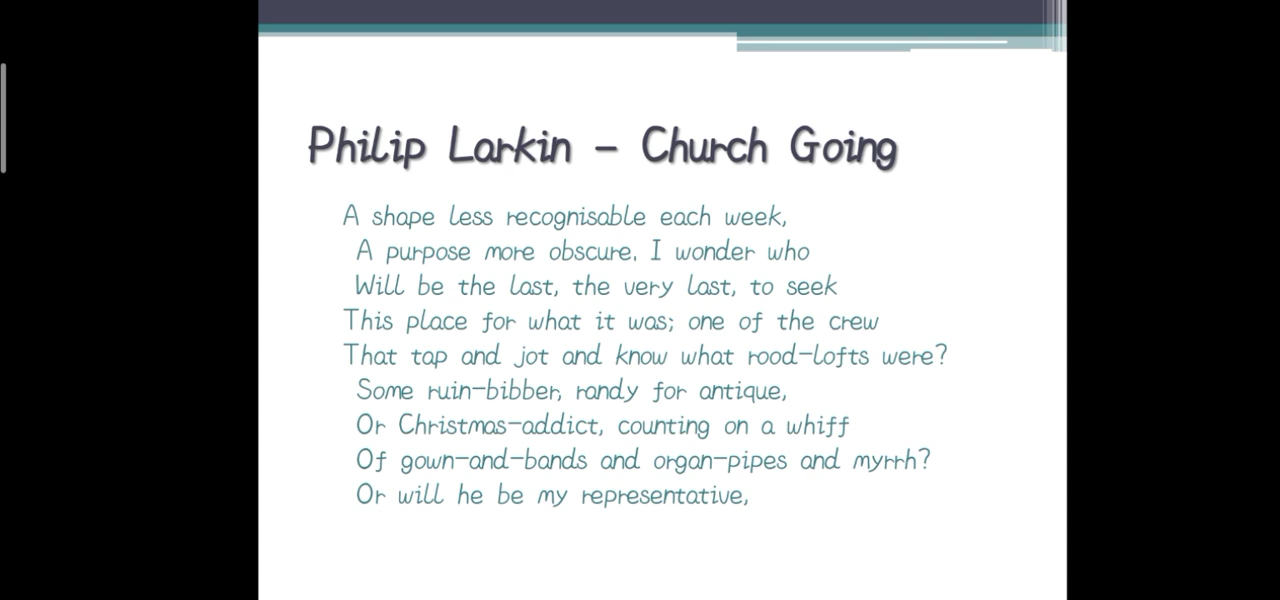 Philip Larkin – Church Going
A shape less recognisable each week,
A purpose more obscure. I wonder who
Will be the last, the very last, to seek
This place for what it was; one of the crew
That tap and jot and know what rood-lofts were?
Some ruin-bibber, randy for antique,
Or Christmas-addict, counting on a whiff
Of gown-and-bands and organ-pipes and myrrh?
Or will he be my representative,